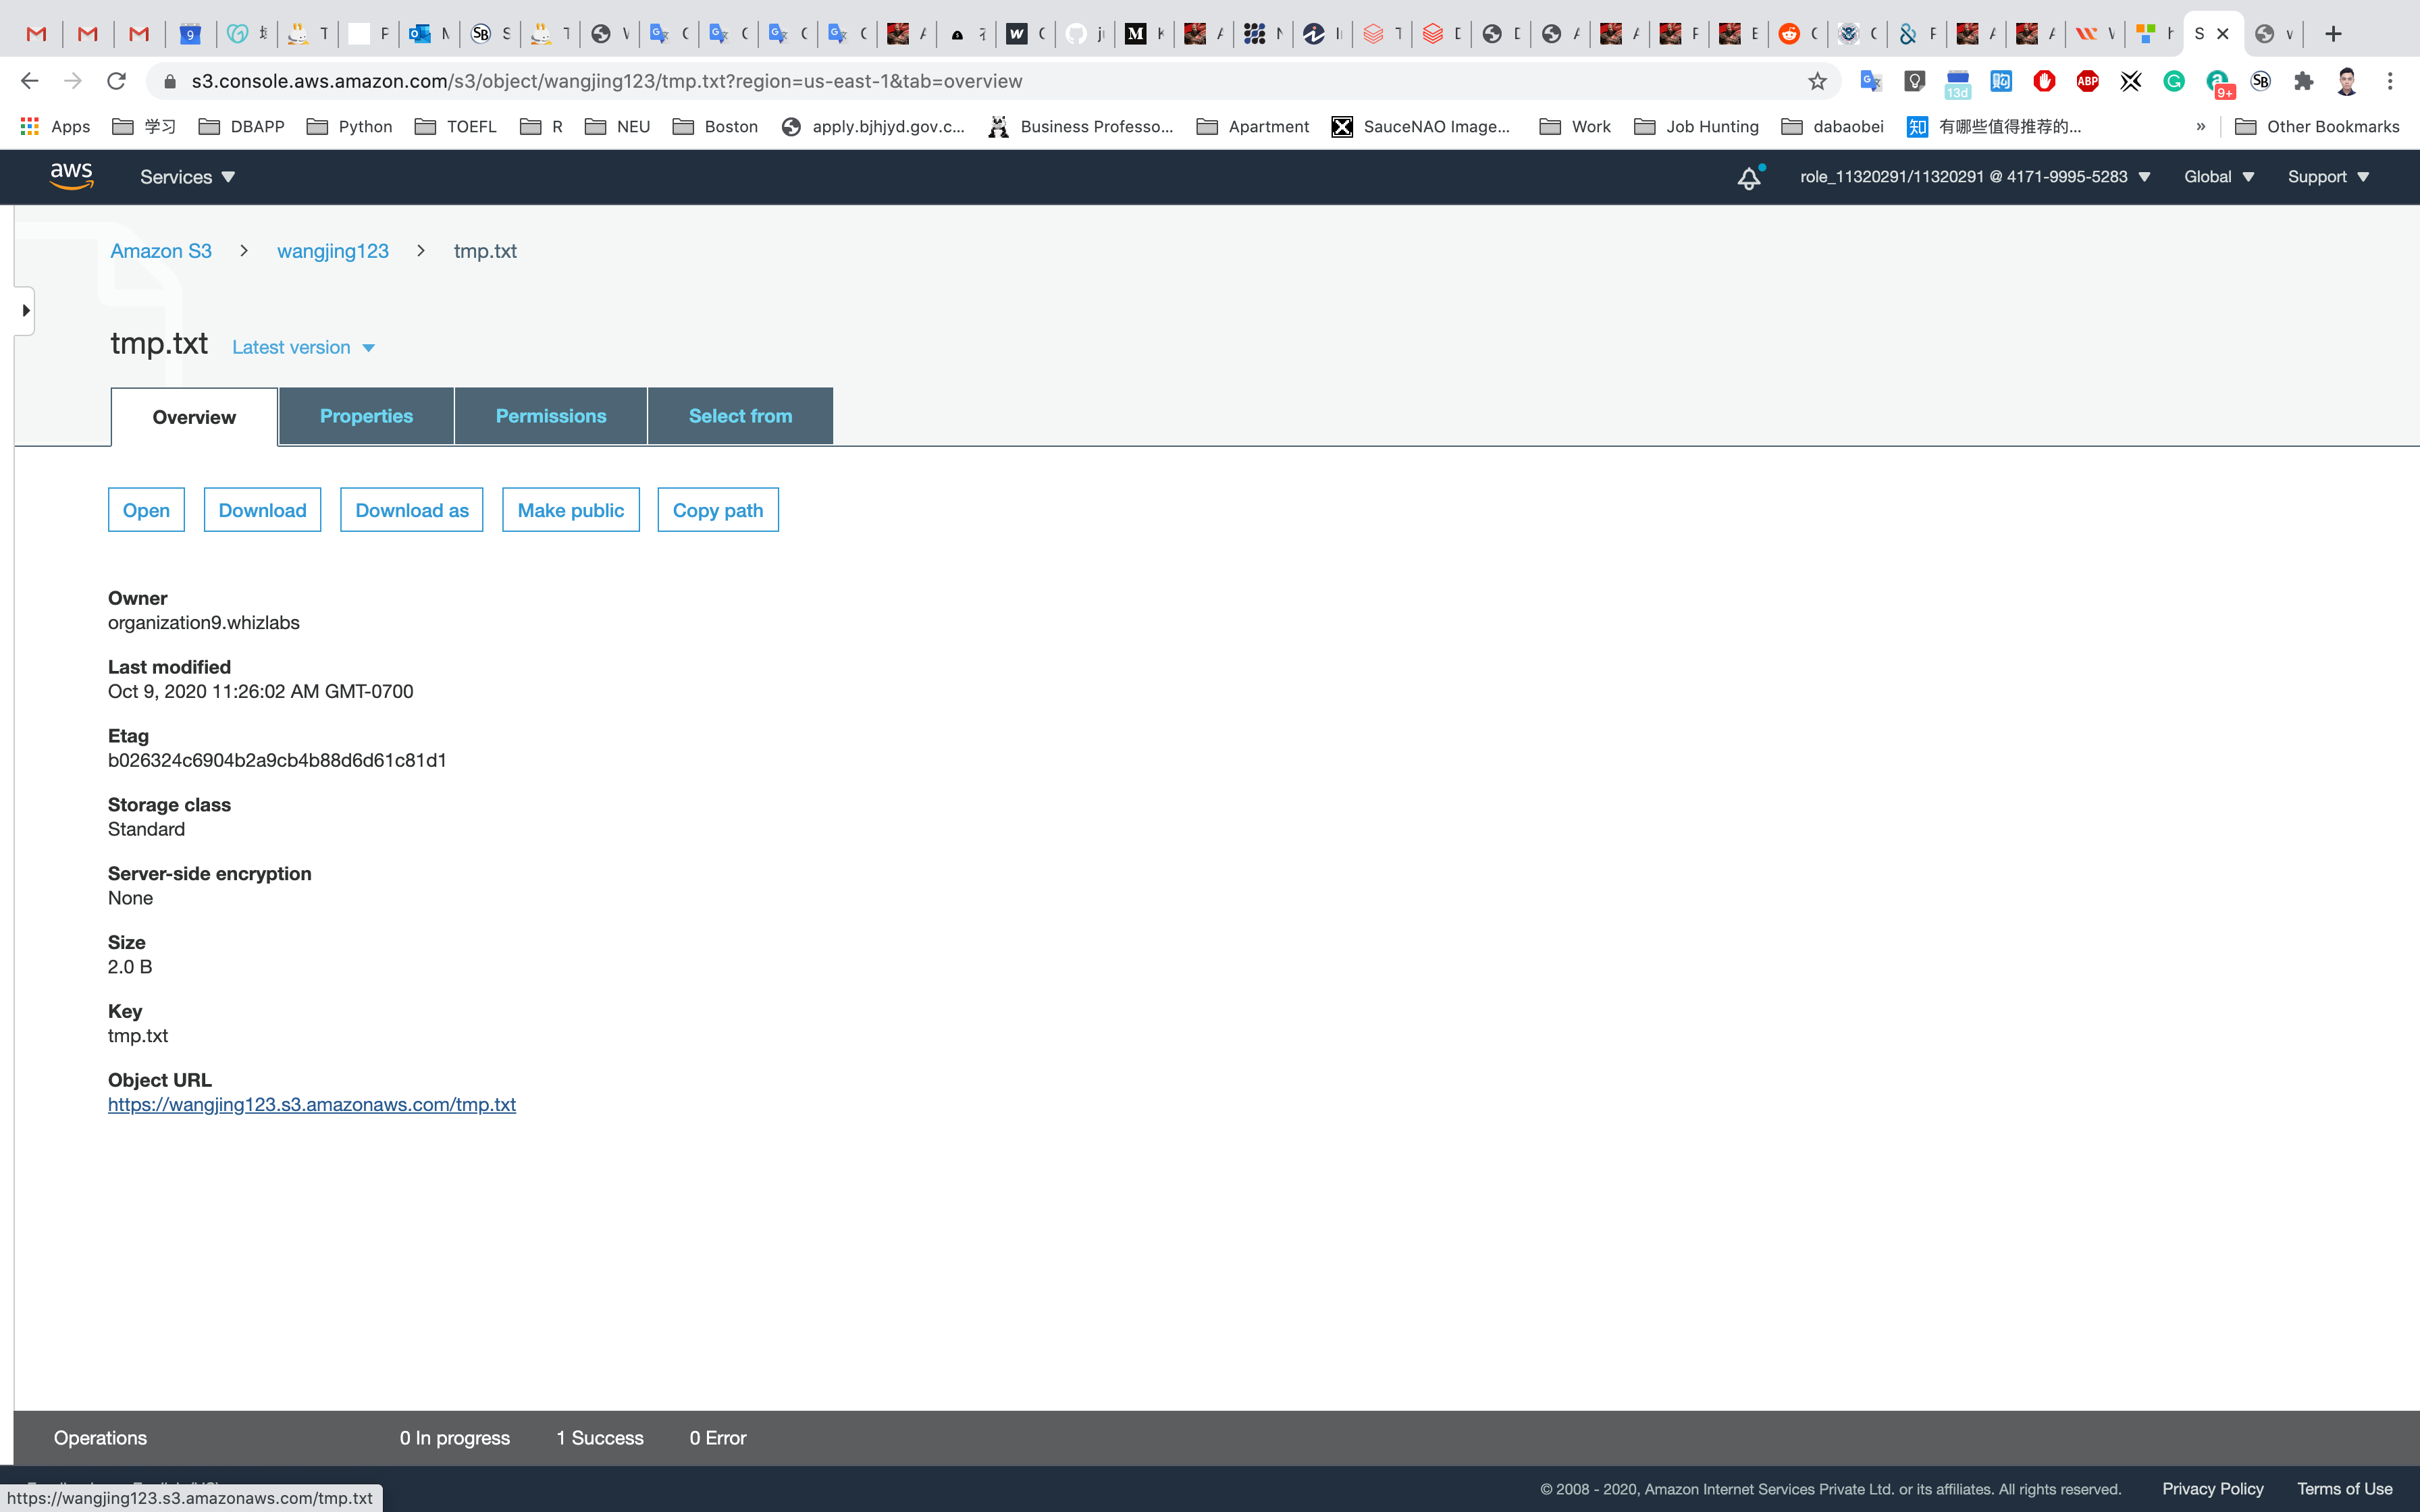 s3.console.aws.amazon.com/s3/object/wangjing123/tmp.txt?region=us-east-1&tab=overview
Apps 学习 DBAPP Python TOEFL R NEU Boston apply.bjhjyd.gov.c... Business Professo... Apartment SauceNAO Image... Work Job Hunting dabaobei 有哪些值得推荐的... » Other Bookmarks
aws Services role_11320291/11320291 @ 4171-9995-5283 Global Support
Amazon S3 > wangjing123 > tmp.txt
tmp.txt Latest version
Overview Properties Permissions Select from
Open Download Download as Make public Copy path
Owner
organization9.whizlabs
Last modified
Oct 9, 2020 11:26:02 AM GMT-0700
Etag
b026324c6904b2a9cb4b88d6d61c81d1
Storage class
Standard
Server-side encryption
None
Size
2.0 B
Key
tmp.txt
Object URL
https://wangjing123.s3.amazonaws.com/tmp.txt
Operations 0 In progress 1 Success 0 Error
© 2008 - 2020, Amazon Internet Services Private Ltd. or its affiliates. All rights reserved. Privacy Policy Terms of Use
https://wangjing123.s3.amazonaws.com/tmp.txt